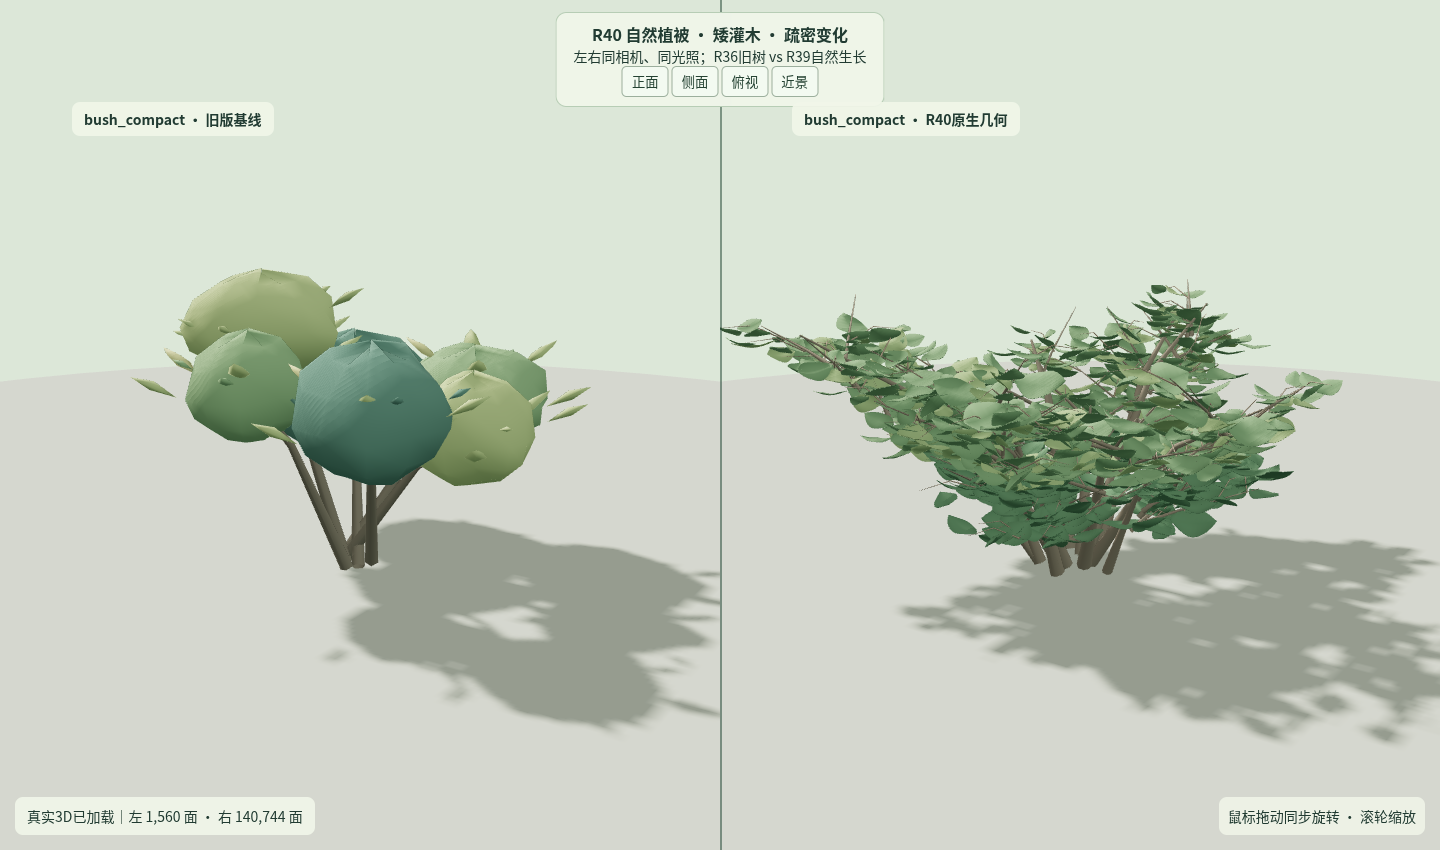 R40 自然植被 · 矮灌木 · 疏密变化
左右同相机、同光照；R36旧树 vs R39自然生长
正面 侧面 俯视 近景
bush_compact · 旧版基线
bush_compact · R40原生几何
真实3D已加载｜左 1,560 面 · 右 140,744 面
鼠标拖动同步旋转 · 滚轮缩放